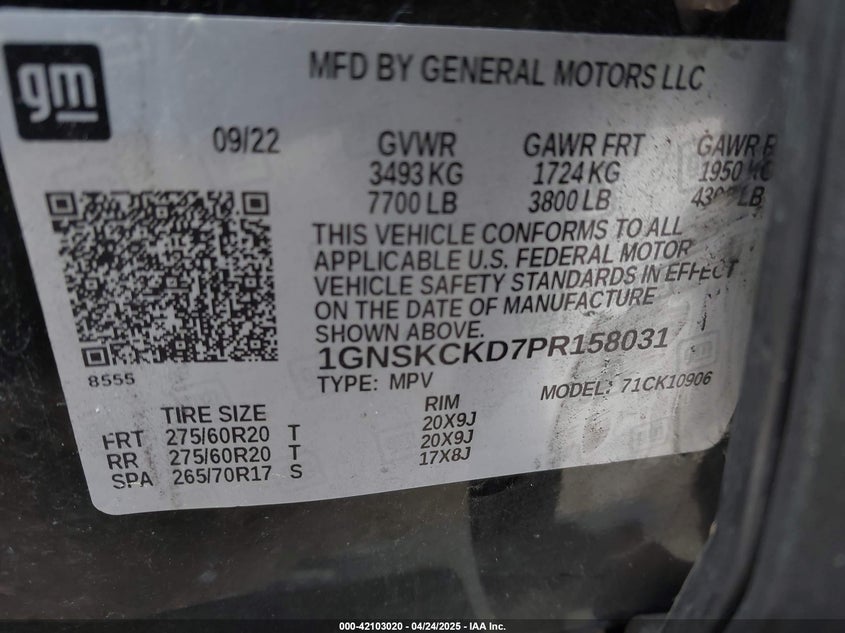 gm
MFD BY GENERAL MOTORS LLC
09/22 GVWR GAWR FRT GAWR
3493 KG 1724 KG 1950
7700 LB 3800 LB LB
THIS VEHICLE CONFORMS TO ALL
APPLICABLE U.S. FEDERAL MOTOR
VEHICLE SAFETY STANDARDS IN EFFECT
ON THE DATE OF MANUFACTURE
SHOWN ABOVE.
1GNSKCKD7PR158031
8555
TYPE: MPV MODEL: 71CK10906
TIRE SIZE RIM
FRT 275/60R20 T 20X9J
RR 275/60R20 T 20X9J
SPA 265/70R17 S 17X8J
000-42103020 - 04/24/2025 - IAA Inc.